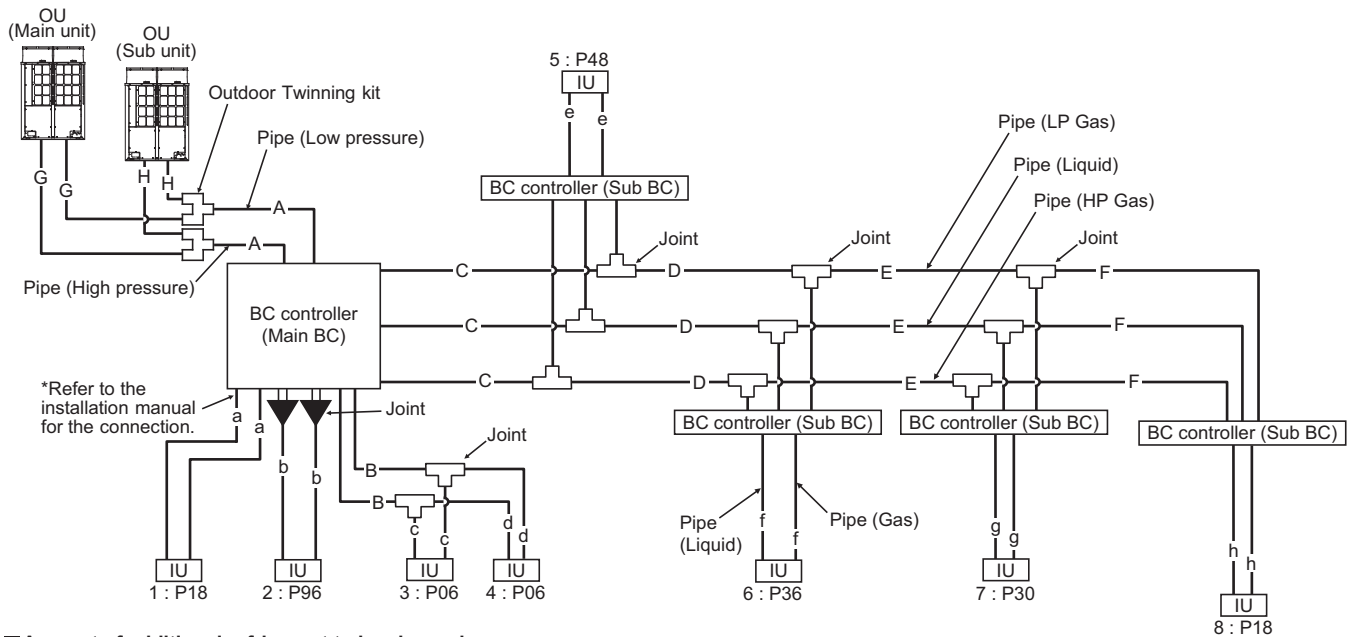 OU
(Main unit)
OU
(Sub unit)
Outdoor Twinning kit
Pipe (Low pressure)
5 : P48
IU
e e
Pipe (LP Gas)
Pipe (Liquid)
Pipe (HP Gas)
G G H H
A
A
BC controller (Sub BC)
Joint
Joint
Joint
Pipe (High pressure)
C D E F
C D E F
C D E F
BC controller
(Main BC)
*Refer to the
installation manual
for the connection.
a a
Joint
Joint
b b
B
B
c c
d d
BC controller (Sub BC)
BC controller (Sub BC)
BC controller (Sub BC)
Pipe
(Liquid)
f f
Pipe (Gas)
g g
h h
IU
1 : P18
IU
2 : P96
IU
3 : P06
IU
4 : P06
IU
6 : P36
IU
7 : P30
IU
8 : P18